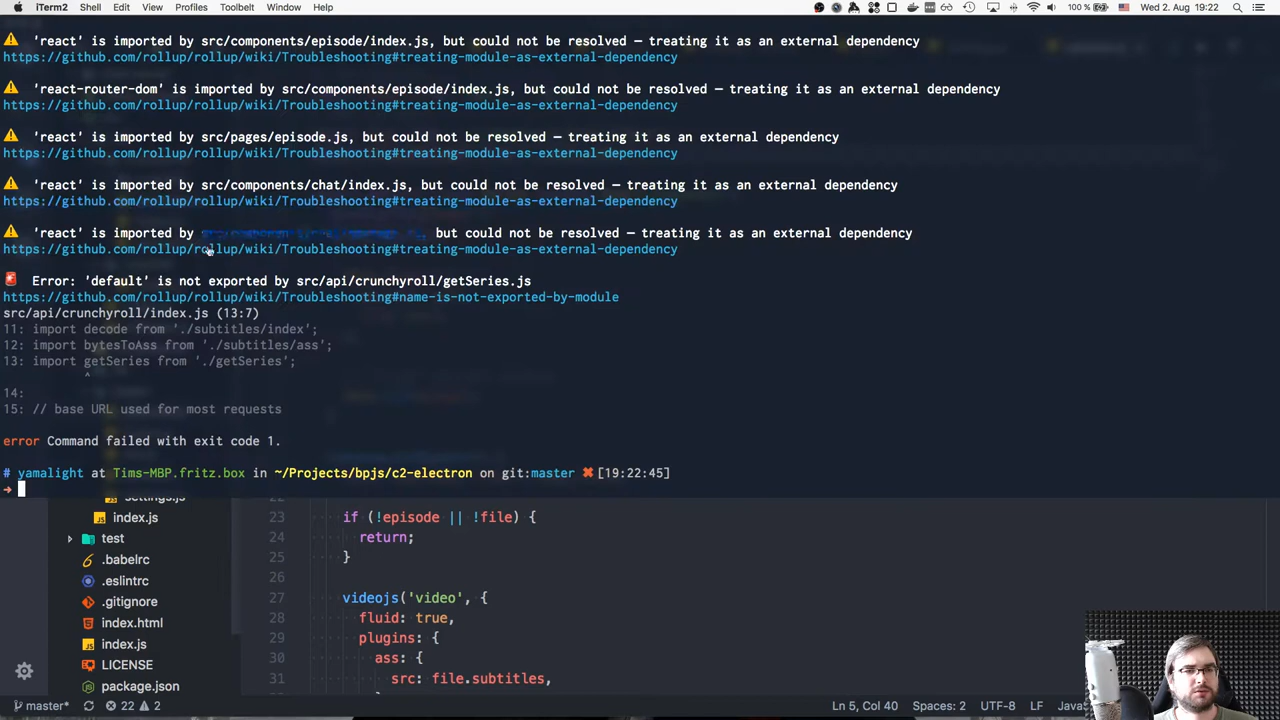 iTerm2 Shell Edit View Profiles Toolbelt Window Help 100 % Wed 2. Aug 19:22
⚠ 'react' is imported by src/components/episode/index.js, but could not be resolved – treating it as an external dependency
https://github.com/rollup/rollup/wiki/Troubleshooting#treating-module-as-external-dependency
⚠ 'react-router-dom' is imported by src/components/episode/index.js, but could not be resolved – treating it as an external dependency
https://github.com/rollup/rollup/wiki/Troubleshooting#treating-module-as-external-dependency
⚠ 'react' is imported by src/pages/episode.js, but could not be resolved – treating it as an external dependency
https://github.com/rollup/rollup/wiki/Troubleshooting#treating-module-as-external-dependency
⚠ 'react' is imported by src/components/chat/index.js, but could not be resolved – treating it as an external dependency
https://github.com/rollup/rollup/wiki/Troubleshooting#treating-module-as-external-dependency
⚠ 'react' is imported by but could not be resolved – treating it as an external dependency
https://github.com/rollup/rollup/wiki/Troubleshooting#treating-module-as-external-dependency
🚨 Error: 'default' is not exported by src/api/crunchyroll/getSeries.js
https://github.com/rollup/rollup/wiki/Troubleshooting#name-is-not-exported-by-module
src/api/crunchyroll/index.js (13:7)
11: import decode from './subtitles/index';
12: import bytesToAss from './subtitles/ass';
13: import getSeries from './getSeries';
^
14:
15: // base URL used for most requests
error Command failed with exit code 1.
# yamalight at Tims-MBP.fritz.box in ~/Projects/bpjs/c2-electron on git:master ✖ [19:22:45]
➜
settings.js
index.js
test
.babelrc
.eslintrc
.gitignore
index.html
index.js
LICENSE
package.json
22
23 if (!episode || !file) {
24 return;
25 }
26
27 videojs('video', {
28 fluid: true,
29 plugins: {
30 ass: {
31 src: file.subtitles,
master* 22 2 Ln 5, Col 40 Spaces: 2 UTF-8 LF Javas